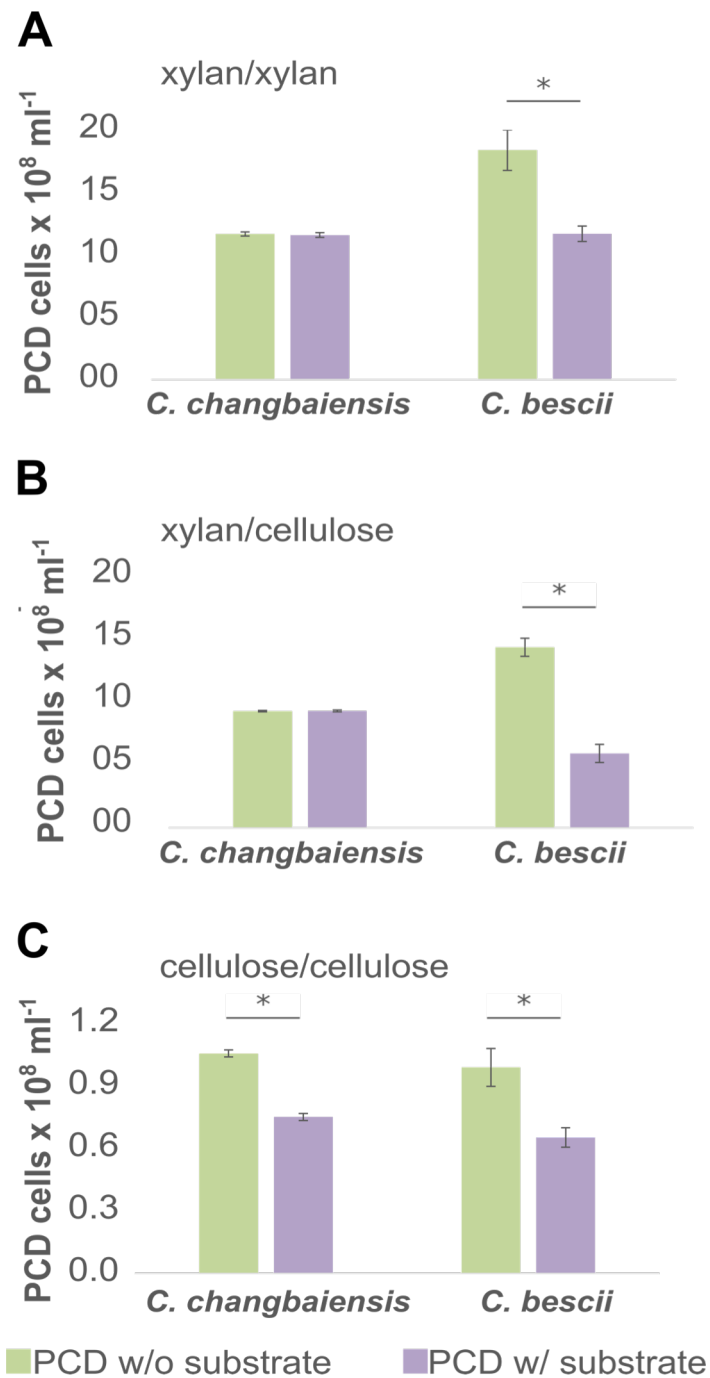 A
xylan/xylan
*
PCD cells x 10⁸ ml⁻¹
20
15
10
05
00
C. changbaiensis C. bescii
B
xylan/cellulose
*
PCD cells x 10⁸ ml⁻¹
20
15
10
05
00
C. changbaiensis C. bescii
C
cellulose/cellulose
* *
PCD cells x 10⁸ ml⁻¹
1.2
0.9
0.6
0.3
0.0
C. changbaiensis C. bescii
PCD w/o substrate PCD w/ substrate